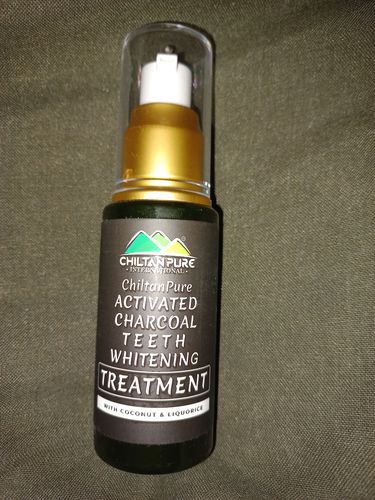 CHILTANPURE
• INTERNATIONAL •
ChiltanPure
ACTIVATED
CHARCOAL
TEETH
WHITENING
TREATMENT
WITH COCONUT & LIQUORICE